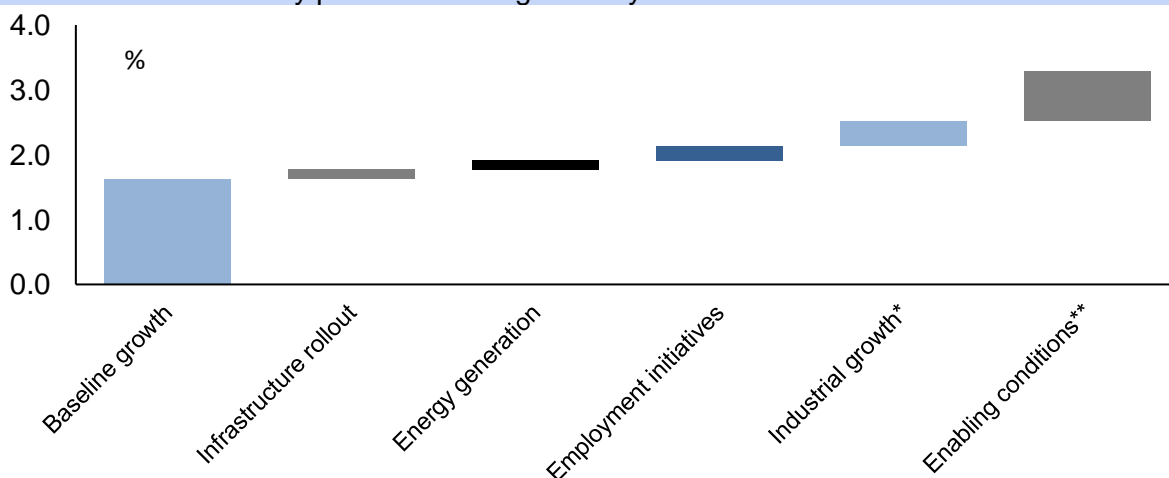 4.0
%
3.0
2.0
1.0
0.0
Baseline growth
Infrastructure rollout
Energy generation
Employment initiatives
Industrial growth*
Enabling conditions**